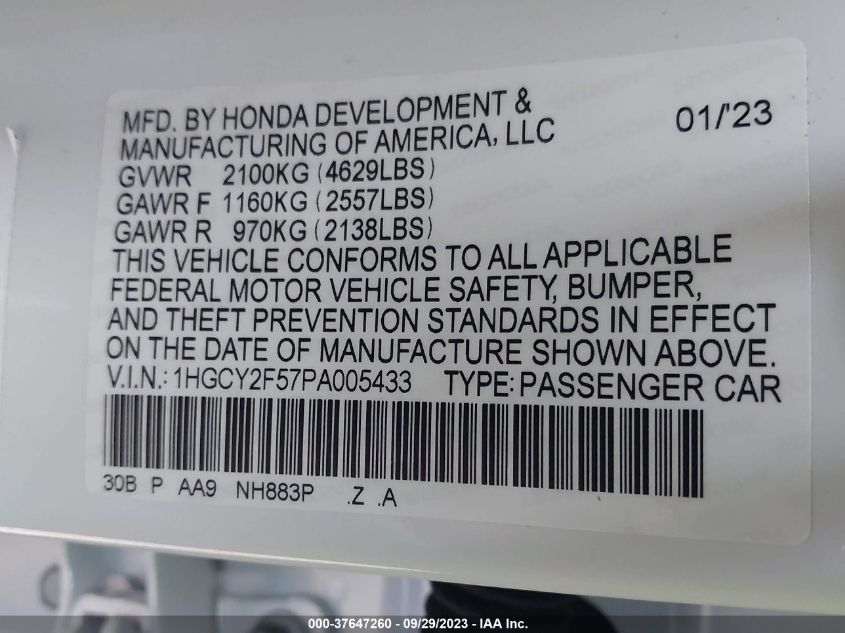 MFD. BY HONDA DEVELOPMENT & 01/'23
MANUFACTURING OF AMERICA, LLC
GVWR 2100KG (4629LBS)
GAWR F 1160KG (2557LBS)
GAWR R 970KG (2138LBS)
THIS VEHICLE CONFORMS TO ALL APPLICABLE
FEDERAL MOTOR VEHICLE SAFETY, BUMPER,
AND THEFT PREVENTION STANDARDS IN EFFECT
ON THE DATE OF MANUFACTURE SHOWN ABOVE.
V.I.N.: 1HGCY2F57PA005433 TYPE: PASSENGER CAR
30B P AA9 NH883P .Z .A
000-37647260 - 09/29/2023 - IAA Inc.